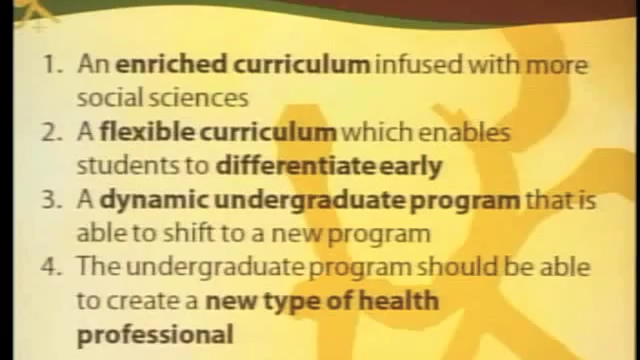 1. An enriched curriculum infused with more
social sciences
2. A flexible curriculum which enables
students to differentiate early
3. A dynamic undergraduate program that is
able to shift to a new program
4. The undergraduate program should be able
to create a new type of health
professional